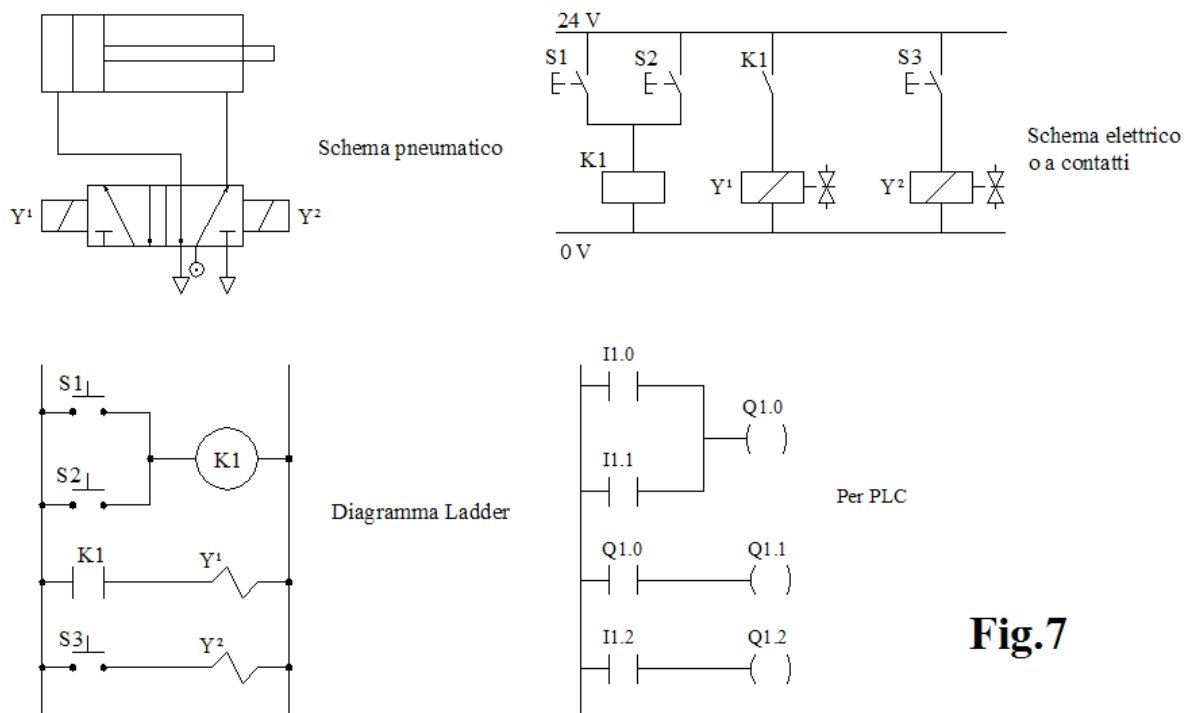 Schema pneumatico
Y¹
Y²
24 V
S1
S2
K1
S3
K1
Y¹
Y²
0 V
Schema elettrico
o a contatti
S1
K1
S2
K1
Y¹
S3
Y²
Diagramma Ladder
I1.0
Q1.0
I1.1
Q1.0
Q1.1
I1.2
Q1.2
Per PLC
Fig.7